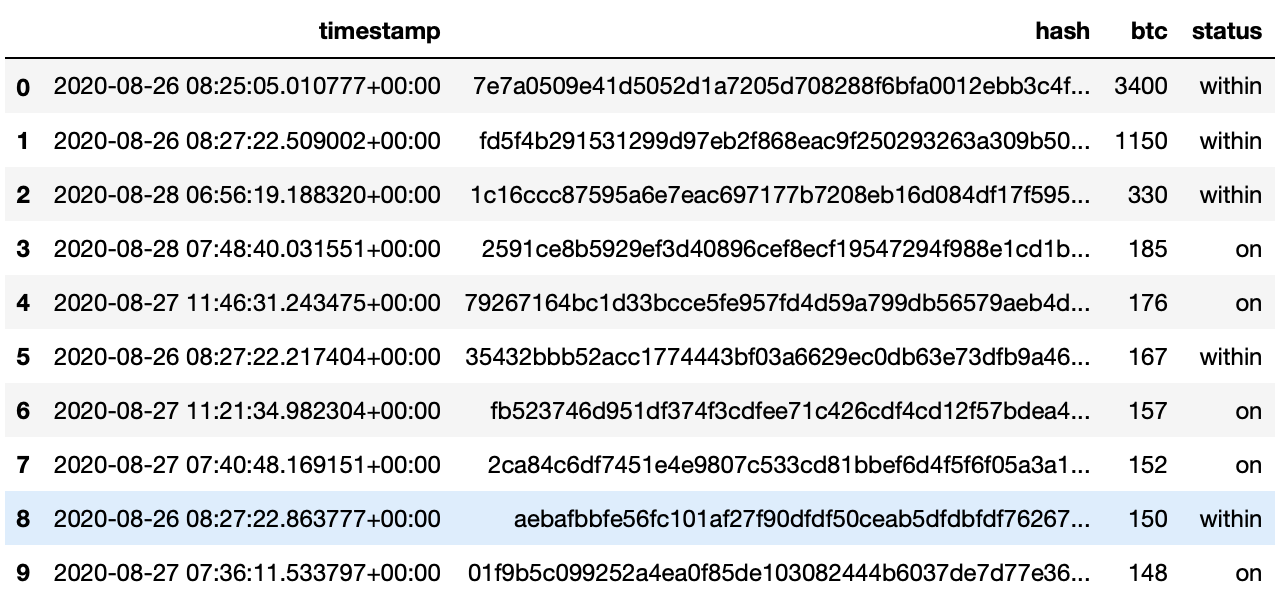 timestamp hash btc status
0 2020-08-26 08:25:05.010777+00:00 7e7a0509e41d5052d1a7205d708288f6bfa0012ebb3c4f... 3400 within
1 2020-08-26 08:27:22.509002+00:00 fd5f4b291531299d97eb2f868eac9f250293263a309b50... 1150 within
2 2020-08-28 06:56:19.188320+00:00 1c16ccc87595a6e7eac697177b7208eb16d084df17f595... 330 within
3 2020-08-28 07:48:40.031551+00:00 2591ce8b5929ef3d40896cef8ecf19547294f988e1cd1b... 185 on
4 2020-08-27 11:46:31.243475+00:00 79267164bc1d33bcce5fe957fd4d59a799db56579aeb4d... 176 on
5 2020-08-26 08:27:22.217404+00:00 35432bbb52acc1774443bf03a6629ec0db63e73dfb9a46... 167 within
6 2020-08-27 11:21:34.982304+00:00 fb523746d951df374f3cdfee71c426cdf4cd12f57bdea4... 157 on
7 2020-08-27 07:40:48.169151+00:00 2ca84c6df7451e4e9807c533cd81bbef6d4f5f6f05a3a1... 152 on
8 2020-08-26 08:27:22.863777+00:00 aebafbbfe56fc101af27f90dfdf50ceab5dfdbfdf76267... 150 within
9 2020-08-27 07:36:11.533797+00:00 01f9b5c099252a4ea0f85de103082444b6037de7d77e36... 148 on